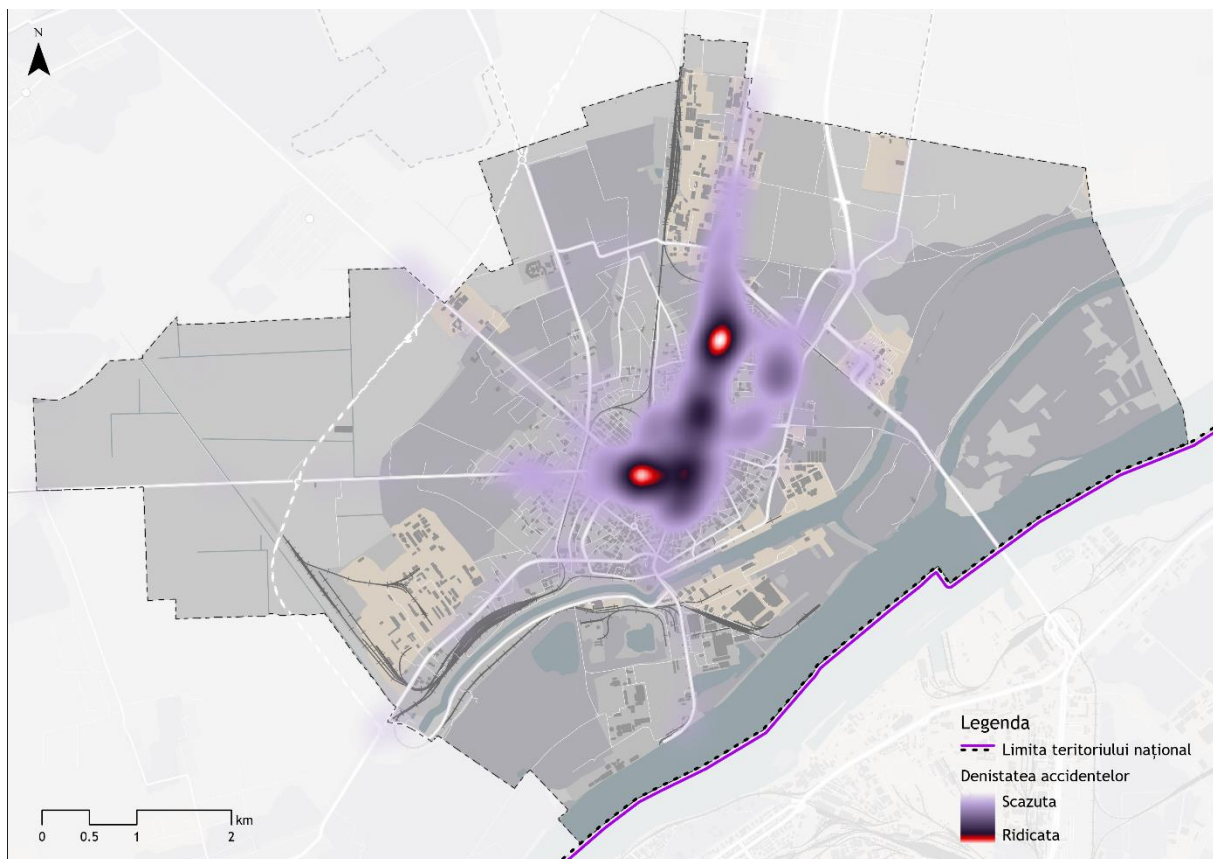 N
Legenda
Limita teritoriului național
Denistatea accidentelor
Scazuta
Ridicata
km
0 0.5 1 2